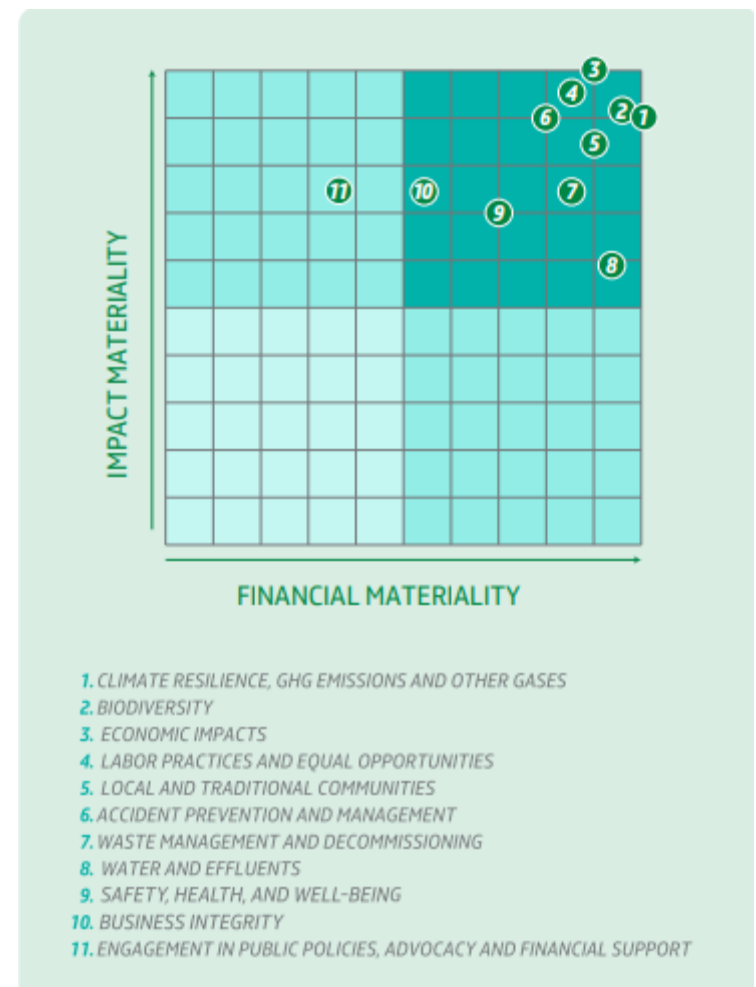 3
4
2
1
6
5
11
10
7
9
8
IMPACT MATERIALITY
FINANCIAL MATERIALITY
1. CLIMATE RESILIENCE, GHG EMISSIONS AND OTHER GASES
2. BIODIVERSITY
3. ECONOMIC IMPACTS
4. LABOR PRACTICES AND EQUAL OPPORTUNITIES
5. LOCAL AND TRADITIONAL COMMUNITIES
6. ACCIDENT PREVENTION AND MANAGEMENT
7. WASTE MANAGEMENT AND DECOMMISSIONING
8. WATER AND EFFLUENTS
9. SAFETY, HEALTH, AND WELL-BEING
10. BUSINESS INTEGRITY
11. ENGAGEMENT IN PUBLIC POLICIES, ADVOCACY AND FINANCIAL SUPPORT